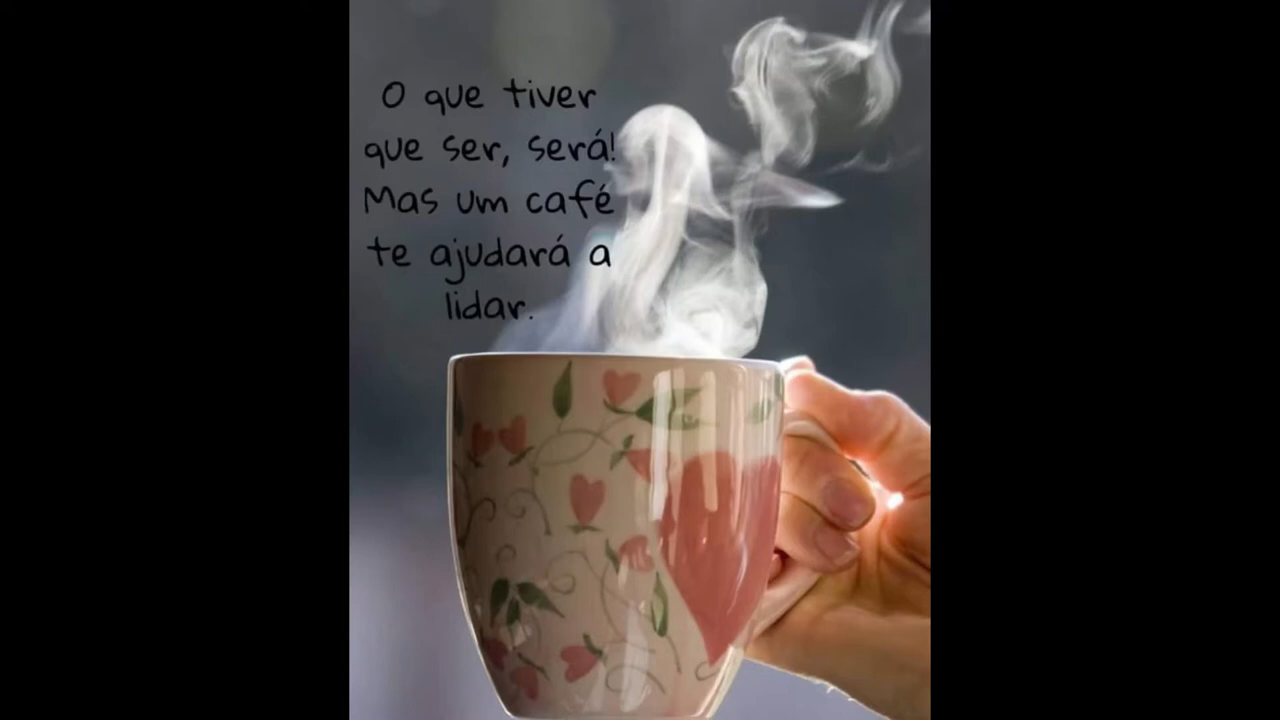 O que tiver
que ser, será!
Mas um café
te ajudará a
lidar.